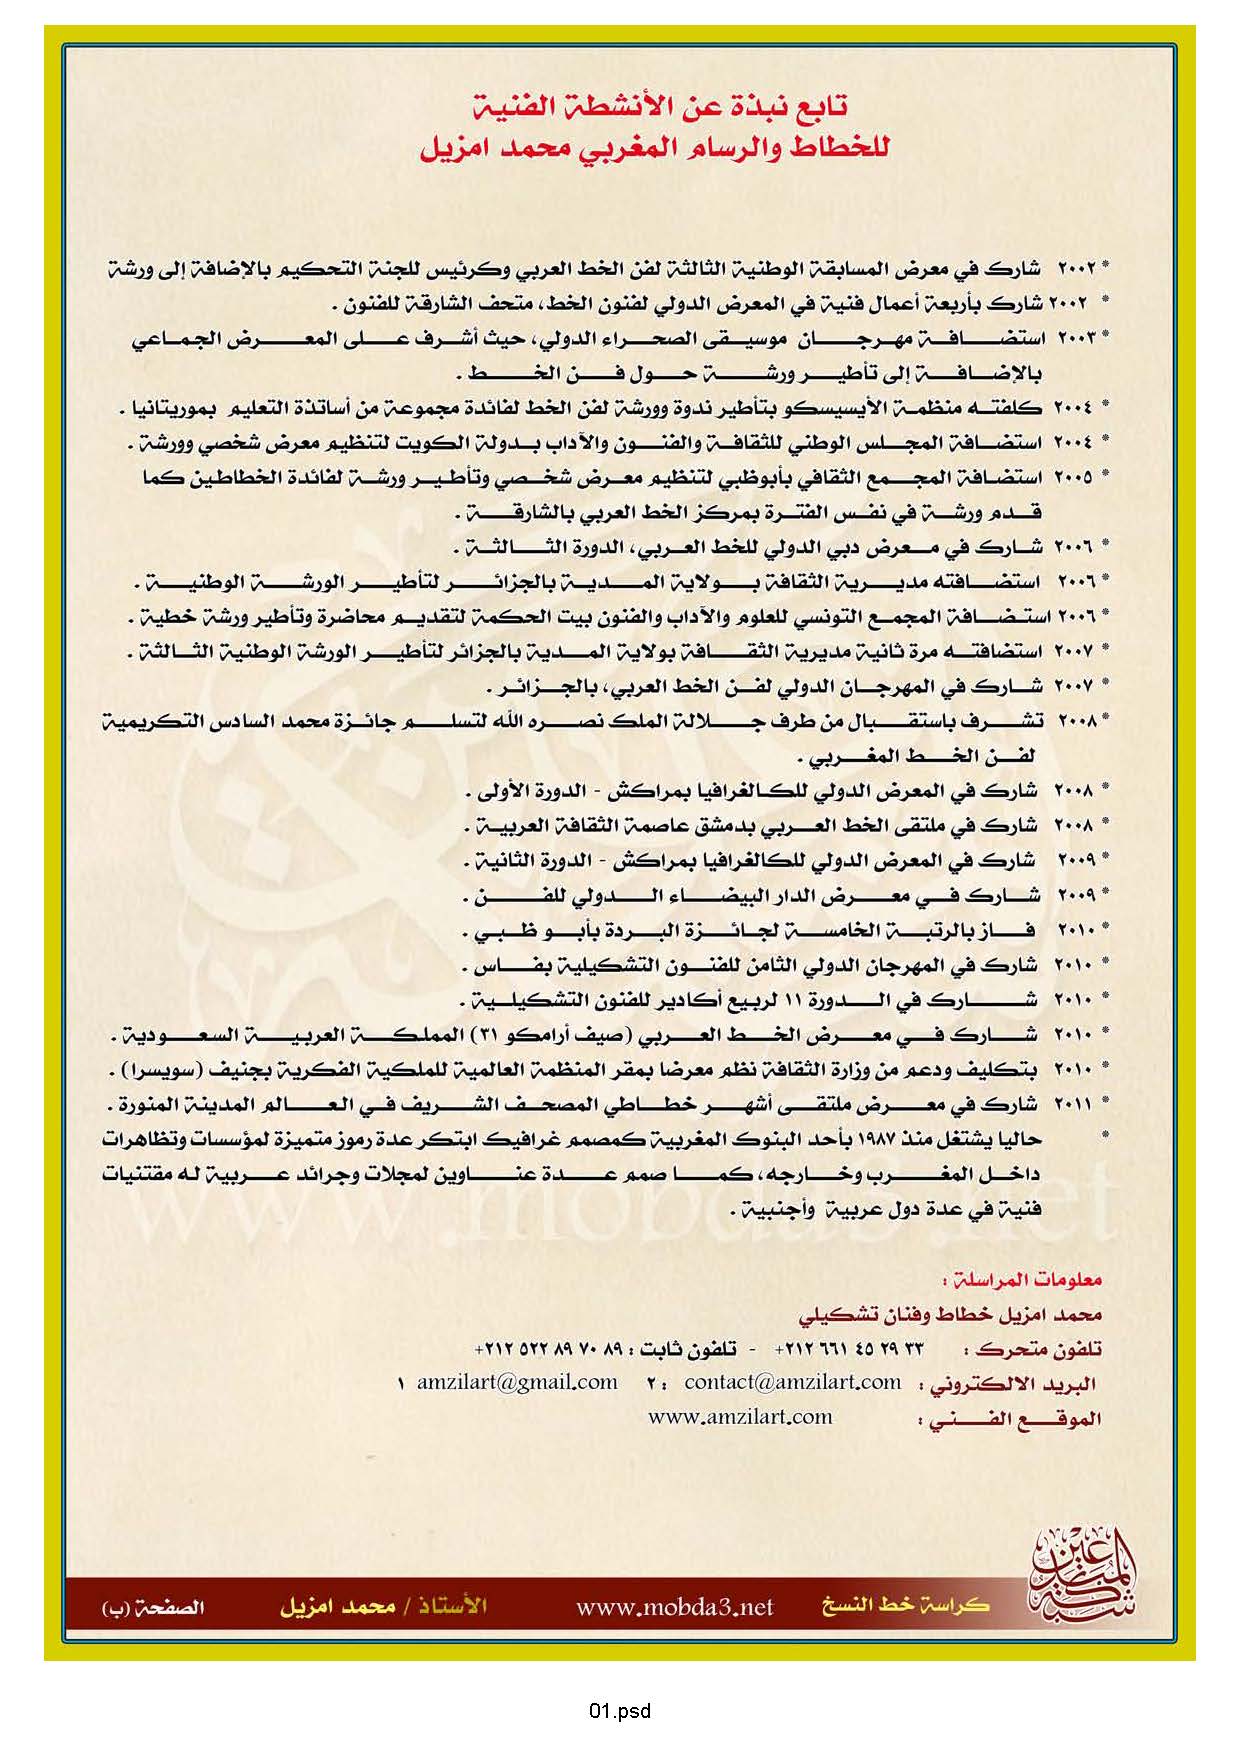 تابع نبذة عن الأنشطة الفنية
للخطاط والرسام المغربي محمد امزيل
* ٢٠٠٢ شارك في معرض المسابقة الوطنية الثالثة لفن الخط العربي وكرئيس للجنة التحكيم بالإضافة إلى ورشة
* ٢٠٠٢ شارك بأربعة أعمال فنية في المعرض الدولي لفنون الخط، متحف الشارقة للفنون .
* ٢٠٠٣ استضافة مهرجان موسيقى الصحراء الدولي، حيث أشرف على المعرض الجماعي
بالإضافة إلى تأطير ورشة حول فن الخط .
* ٢٠٠٤ كلفته منظمة الأيسيسكو بتأطير ندوة وورشة لفن الخط لفائدة مجموعة من أساتذة التعليم بموريتانيا .
* ٢٠٠٤ استضافة المجلس الوطني للثقافة والفنون والآداب بدولة الكويت لتنظيم معرض شخصي وورشة .
* ٢٠٠٥ استضافة المجمع الثقافي بأبوظبي لتنظيم معرض شخصي وتأطير ورشة لفائدة الخطاطين كما
قدم ورشة في نفس الفترة بمركز الخط العربي بالشارقة .
* ٢٠٠٦ شارك في معرض دبي الدولي للخط العربي، الدورة الثالثة .
* ٢٠٠٦ استضافته مديرية الثقافة بولاية المدية بالجزائر لتأطير الورشة الوطنية .
* ٢٠٠٦ استضافة المجمع التونسي للعلوم والآداب والفنون بيت الحكمة لتقديم محاضرة وتأطير ورشة خطية .
* ٢٠٠٧ استضافته مرة ثانية مديرية الثقافة بولاية المدية بالجزائر لتأطير الورشة الوطنية الثالثة .
* ٢٠٠٧ شارك في المهرجان الدولي لفن الخط العربي، بالجزائر .
* ٢٠٠٨ تشرف باستقبال من طرف جلالة الملك نصره الله لتسلم جائزة محمد السادس التكريمية
لفن الخط المغربي .
* ٢٠٠٨ شارك في المعرض الدولي للكالغرافيا بمراكش - الدورة الأولى .
* ٢٠٠٨ شارك في ملتقى الخط العربي بدمشق عاصمة الثقافة العربية .
* ٢٠٠٩ شارك في المعرض الدولي للكالغرافيا بمراكش - الدورة الثانية .
* ٢٠٠٩ شارك في معرض الدار البيضاء الدولي للفن .
* ٢٠١٠ فاز بالرتبة الخامسة لجائزة البردة بأبو ظبي .
* ٢٠١٠ شارك في المهرجان الدولي الثامن للفنون التشكيلية بفاس .
* ٢٠١٠ شارك في الدورة ١١ لربيع أكادير للفنون التشكيلية .
* ٢٠١٠ شارك في معرض الخط العربي (صيف أرامكو ٣١) المملكة العربية السعودية .
* ٢٠١٠ بتكليف ودعم من وزارة الثقافة نظم معرضا بمقر المنظمة العالمية للملكية الفكرية بجنيف (سويسرا) .
* ٢٠١١ شارك في معرض ملتقى أشهر خطاطي المصحف الشريف في العالم المدينة المنورة .
* حاليا يشتغل منذ ١٩٨٧ بأحد البنوك المغربية كمصمم غرافيك ابتكر عدة رموز متميزة لمؤسسات وتظاهرات
داخل المغرب وخارجه، كما صمم عدة عناوين لمجلات وجرائد عربية له مقتنيات
فنية في عدة دول عربية وأجنبية .
www.mobda3.net
معلومات المراسلة :
محمد امزيل خطاط وفنان تشكيلي
تلفون متحرك : ٣٣ ٢٩ ٤٥ ٦٦١ ٢١٢+ - تلفون ثابت : ٨٩ ٧٠ ٨٩ ٥٢٢ ٢١٢+
البريد الالكتروني : contact@amzilart.com : ٢ amzilart@gmail.com ١
الموقع الفني : www.amzilart.com
شبكة المبدعين
كراسة خط النسخ www.mobda3.net الأستاذ / محمد امزيل الصفحة (ب)
01.psd